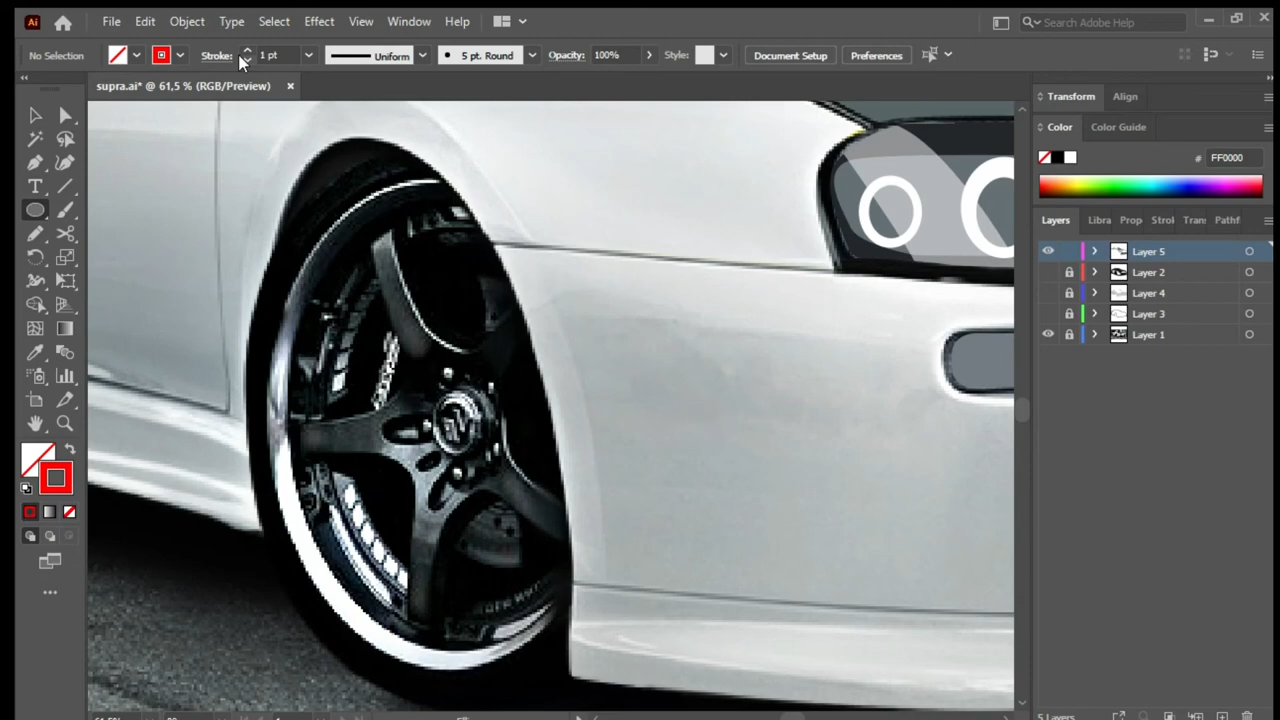 Ai File Edit Object Type Select Effect View Window Help Search Adobe Help
No Selection Stroke: 1 pt Uniform 5 pt. Round Opacity: 100% Style: Document Setup Preferences
supra.ai* @ 61,5 % (RGB/Preview)
Transform Align
Color Color Guide
# FF0000
Layers Libra Prop Strol Tran: Pathf
Layer 5
Layer 2
Layer 4
Layer 3
Layer 1
5 Layers